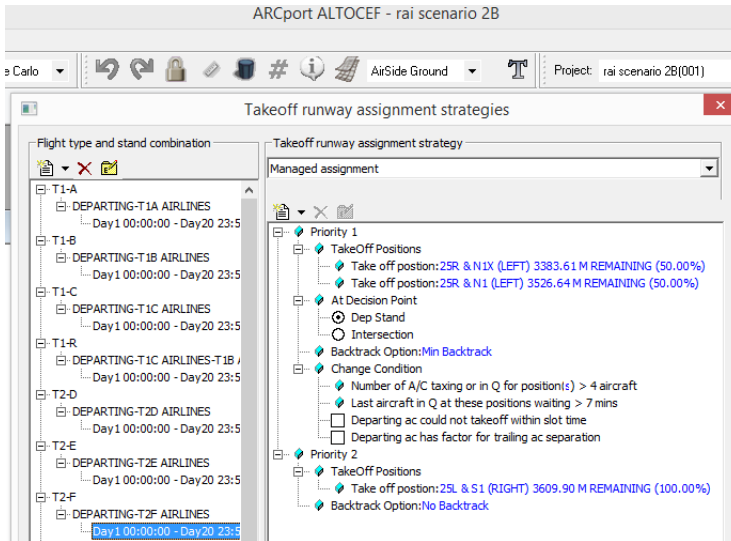 ARCport ALTOCEF - rai scenario 2B
e Carlo
AirSide Ground
T
Project: rai scenario 2B(001)
Takeoff runway assignment strategies
Flight type and stand combination
T1-A
DEPARTING-T1A AIRLINES
Day1 00:00:00 - Day20 23:5
T1-B
DEPARTING-T1B AIRLINES
Day1 00:00:00 - Day20 23:5
T1-C
DEPARTING-T1C AIRLINES
Day1 00:00:00 - Day20 23:5
T1-R
DEPARTING-T1C AIRLINES-T1B A
Day1 00:00:00 - Day20 23:5
T2-D
DEPARTING-T2D AIRLINES
Day1 00:00:00 - Day20 23:5
T2-E
DEPARTING-T2E AIRLINES
Day1 00:00:00 - Day20 23:5
T2-F
DEPARTING-T2F AIRLINES
Day1 00:00:00 - Day20 23:5
Takeoff runway assignment strategy
Managed assignment
Priority 1
TakeOff Positions
Take off postion:25R & N1X (LEFT) 3383.61 M REMAINING (50.00%)
Take off postion:25R & N1 (LEFT) 3526.64 M REMAINING (50.00%)
At Decision Point
Dep Stand
Intersection
Backtrack Option:Min Backtrack
Change Condition
Number of A/C taxing or in Q for position(s) > 4 aircraft
Last aircraft in Q at these positions waiting > 7 mins
Departing ac could not takeoff within slot time
Departing ac has factor for trailing ac separation
Priority 2
TakeOff Positions
Take off postion:25L & S1 (RIGHT) 3609.90 M REMAINING (100.00%)
Backtrack Option:No Backtrack